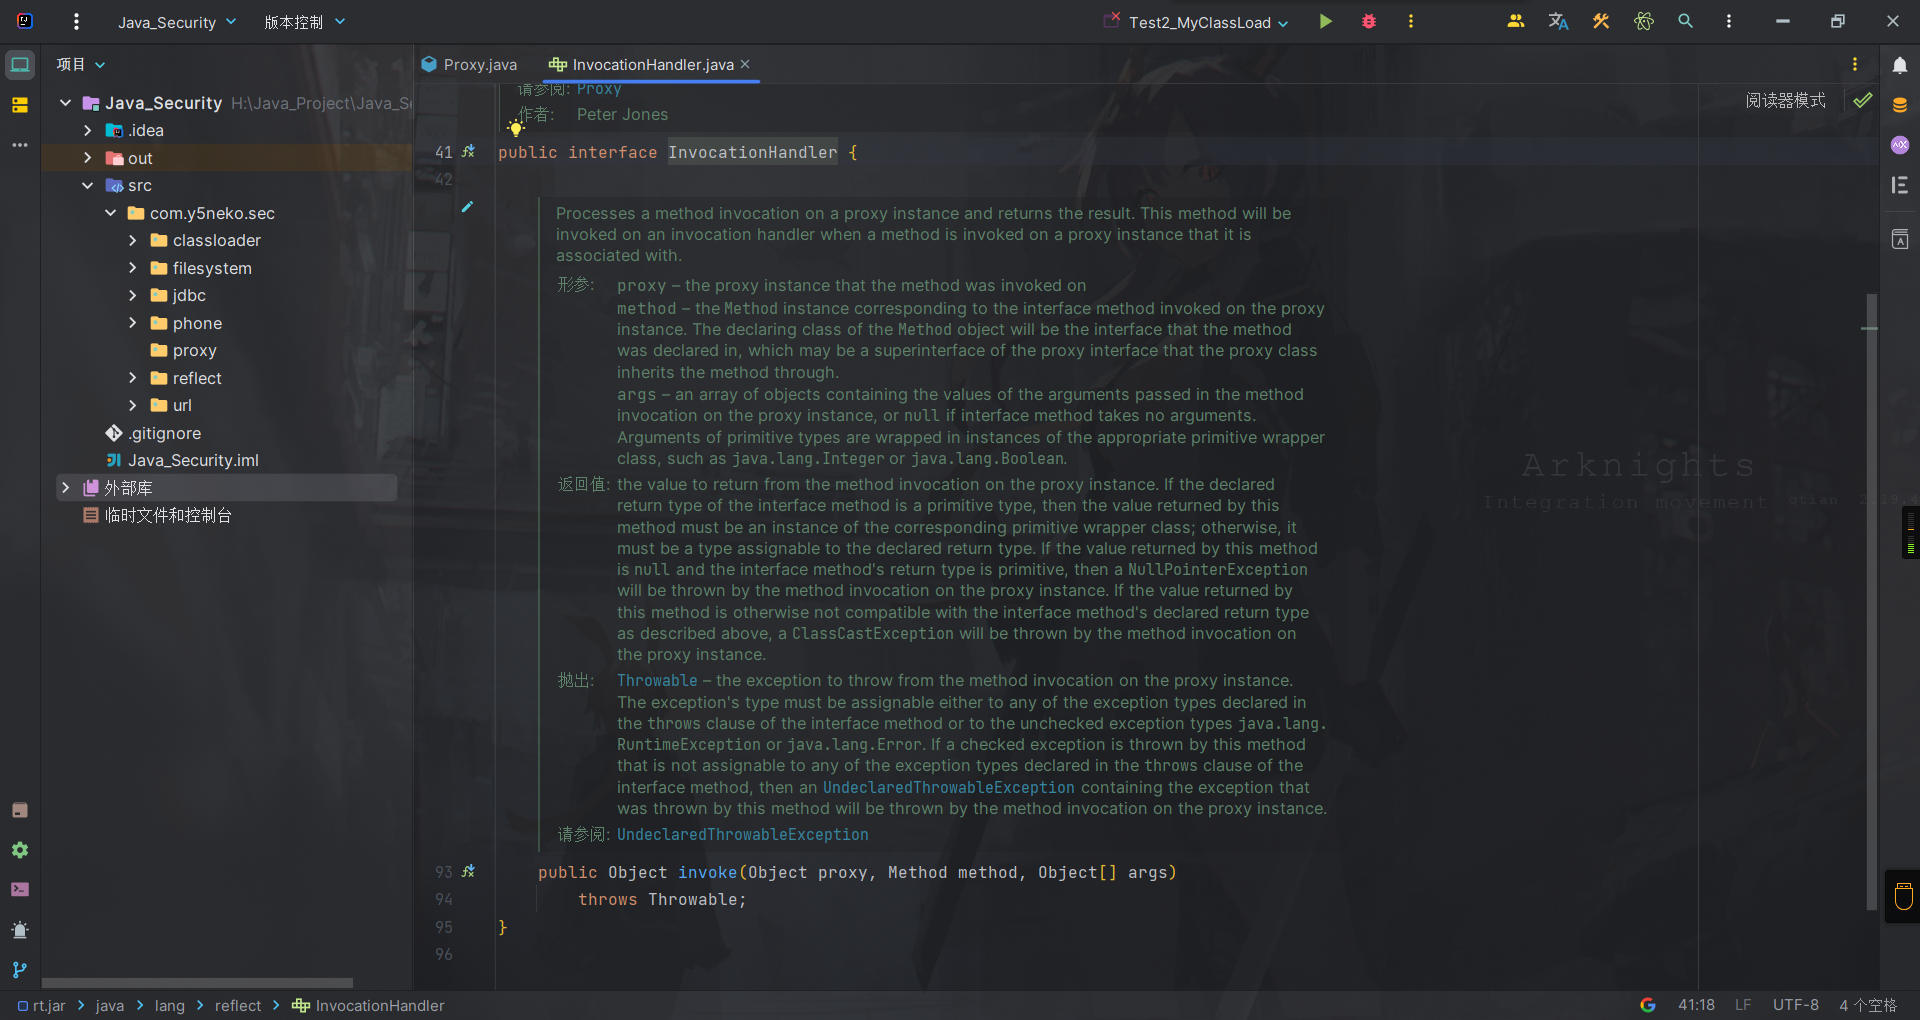 Java_Security
版本控制
Test2_MyClassLoad
项目
Proxy.java
InvocationHandler.java
Java_Security H:\Java_Project\Java_S
.idea
out
src
com.y5neko.sec
classloader
filesystem
jdbc
phone
proxy
reflect
url
.gitignore
Java_Security.iml
外部库
临时文件和控制台
阅读器模式
请参阅: Proxy
作者: Peter Jones
41 public interface InvocationHandler {
42
Processes a method invocation on a proxy instance and returns the result. This method will be
invoked on an invocation handler when a method is invoked on a proxy instance that it is
associated with.
形参: proxy – the proxy instance that the method was invoked on
method – the Method instance corresponding to the interface method invoked on the proxy
instance. The declaring class of the Method object will be the interface that the method
was declared in, which may be a superinterface of the proxy interface that the proxy class
inherits the method through.
args – an array of objects containing the values of the arguments passed in the method
invocation on the proxy instance, or null if interface method takes no arguments.
Arguments of primitive types are wrapped in instances of the appropriate primitive wrapper
class, such as java.lang.Integer or java.lang.Boolean.
返回值: the value to return from the method invocation on the proxy instance. If the declared
return type of the interface method is a primitive type, then the value returned by this
method must be an instance of the corresponding primitive wrapper class; otherwise, it
must be a type assignable to the declared return type. If the value returned by this method
is null and the interface method's return type is primitive, then a NullPointerException
will be thrown by the method invocation on the proxy instance. If the value returned by
this method is otherwise not compatible with the interface method's declared return type
as described above, a ClassCastException will be thrown by the method invocation on
the proxy instance.
抛出: Throwable – the exception to throw from the method invocation on the proxy instance.
The exception's type must be assignable either to any of the exception types declared in
the throws clause of the interface method or to the unchecked exception types java.lang.
RuntimeException or java.lang.Error. If a checked exception is thrown by this method
that is not assignable to any of the exception types declared in the throws clause of the
interface method, then an UndeclaredThrowableException containing the exception that
was thrown by this method will be thrown by the method invocation on the proxy instance.
请参阅: UndeclaredThrowableException
93 public Object invoke(Object proxy, Method method, Object[] args)
94 throws Throwable;
95 }
96
Arknights
Integration movement qtian
rt.jar
java
lang
reflect
InvocationHandler
41:18
LF
UTF-8
4 个空格